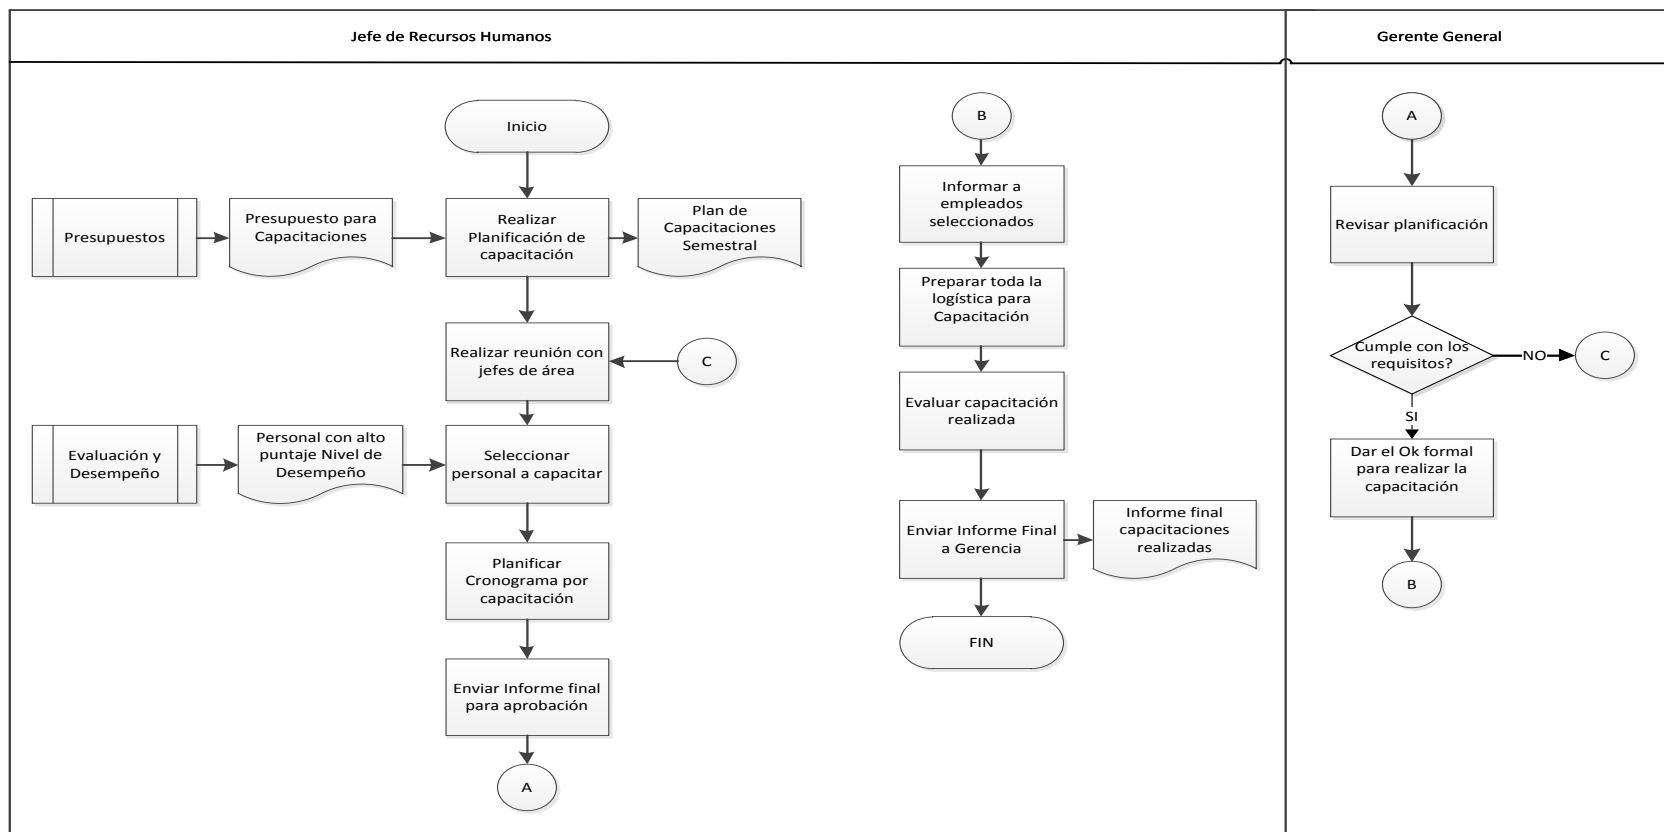 Jefe de Recursos Humanos
Gerente General
Inicio
Presupuestos
Presupuesto para
Capacitaciones
Realizar
Planificación de
capacitación
Plan de
Capacitaciones
Semestral
Realizar reunión con
jefes de área
C
Evaluación y
Desempeño
Personal con alto
puntaje Nivel de
Desempeño
Seleccionar
personal a capacitar
Planificar
Cronograma por
capacitación
Enviar Informe final
para aprobación
A
B
Informar a
empleados
seleccionados
Preparar toda la
logística para
Capacitación
Evaluar capacitación
realizada
Enviar Informe Final
a Gerencia
Informe final
capacitaciones
realizadas
FIN
A
Revisar planificación
Cumple con los
requisitos?
NO
C
SI
Dar el Ok formal
para realizar la
capacitación
B